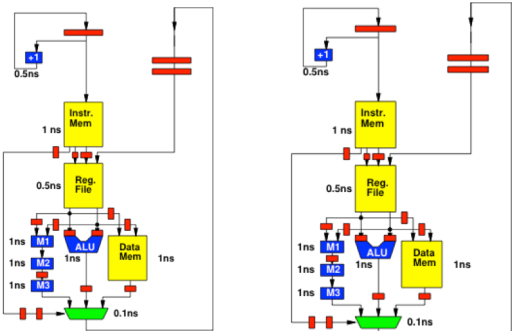 +1
0.5ns
Instr.
Mem
1 ns
Reg.
File
0.5ns
1ns M1
ALU
Data
Mem
1ns
1ns M2
1ns
1ns M3
0.1ns
+1
0.5ns
Instr.
Mem
1 ns
Reg.
File
0.5ns
1ns M1
ALU
Data
Mem
1ns
1ns M2
1ns
1ns M3
0.1ns